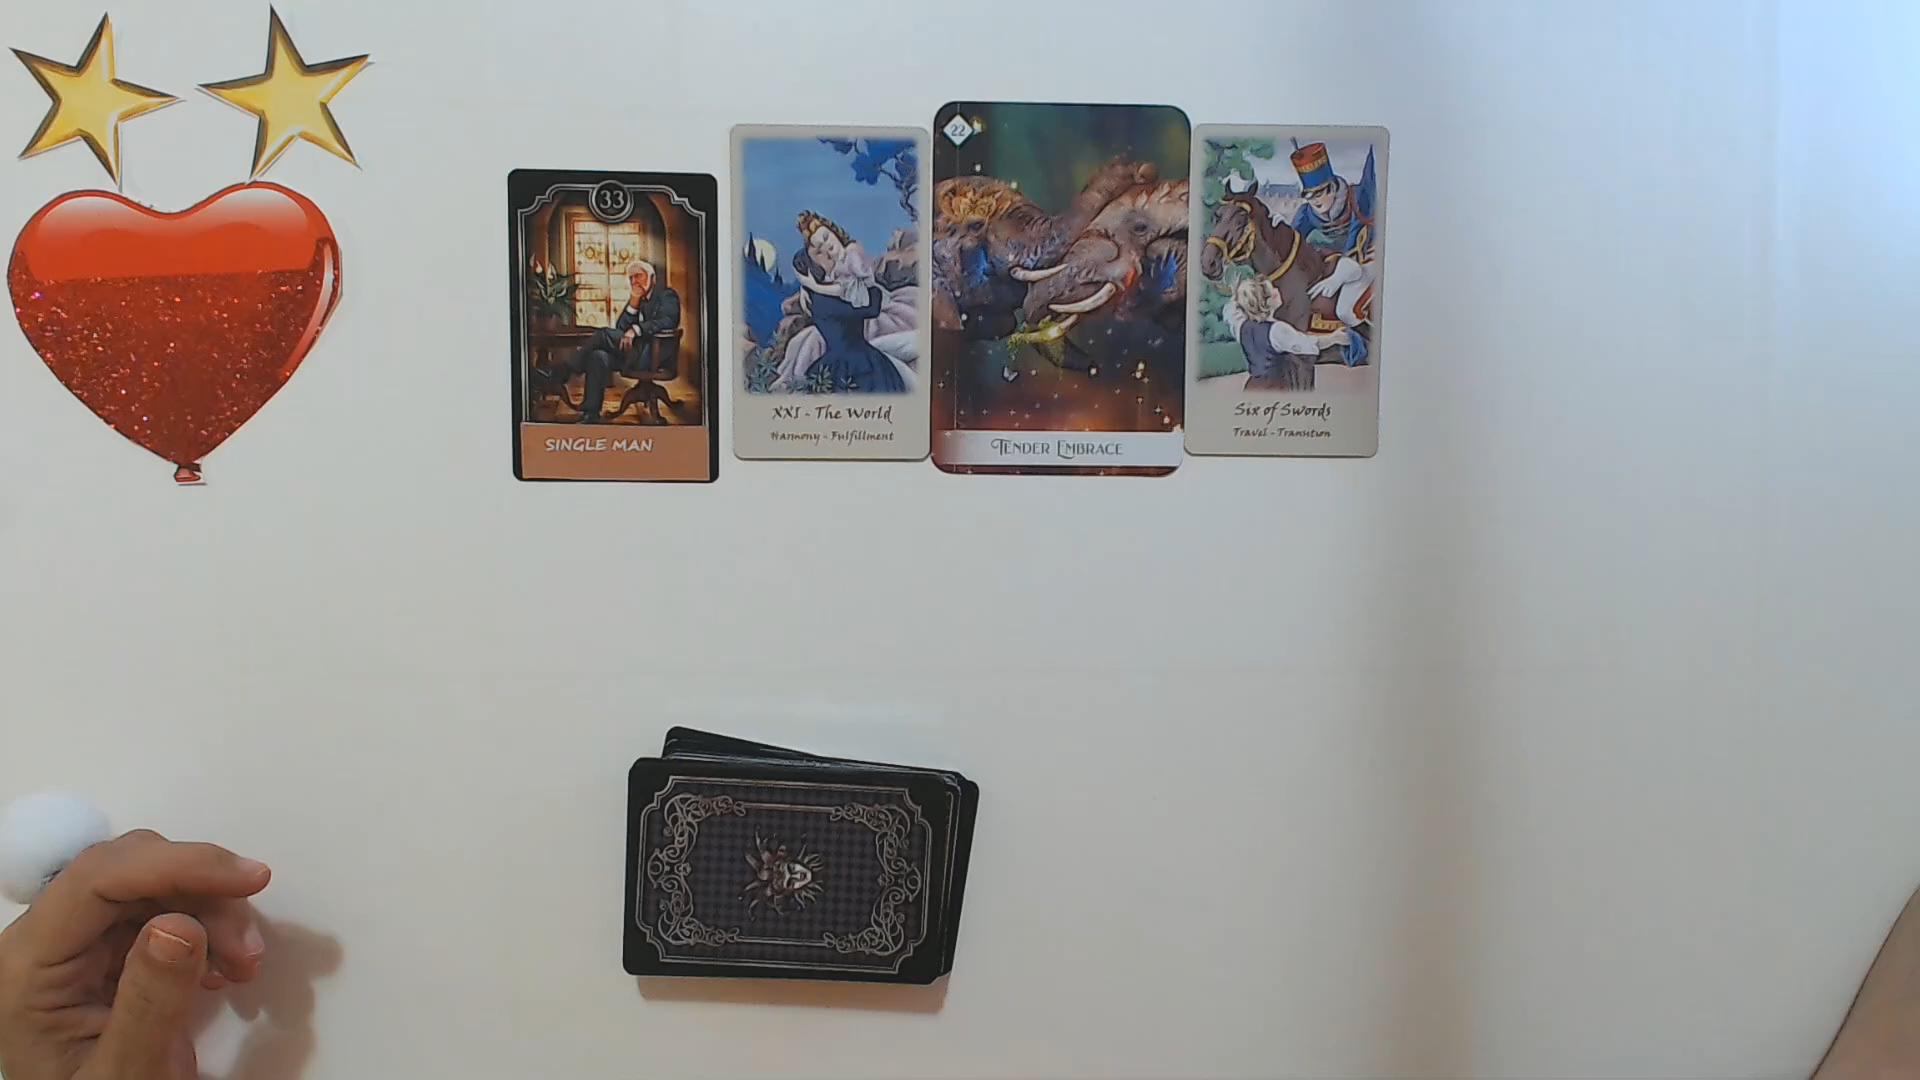 33
SINGLE MAN
XXI - The World
Harmony - Fulfillment
22
TENDER EMBRACE
Six of Swords
Travel - Transition